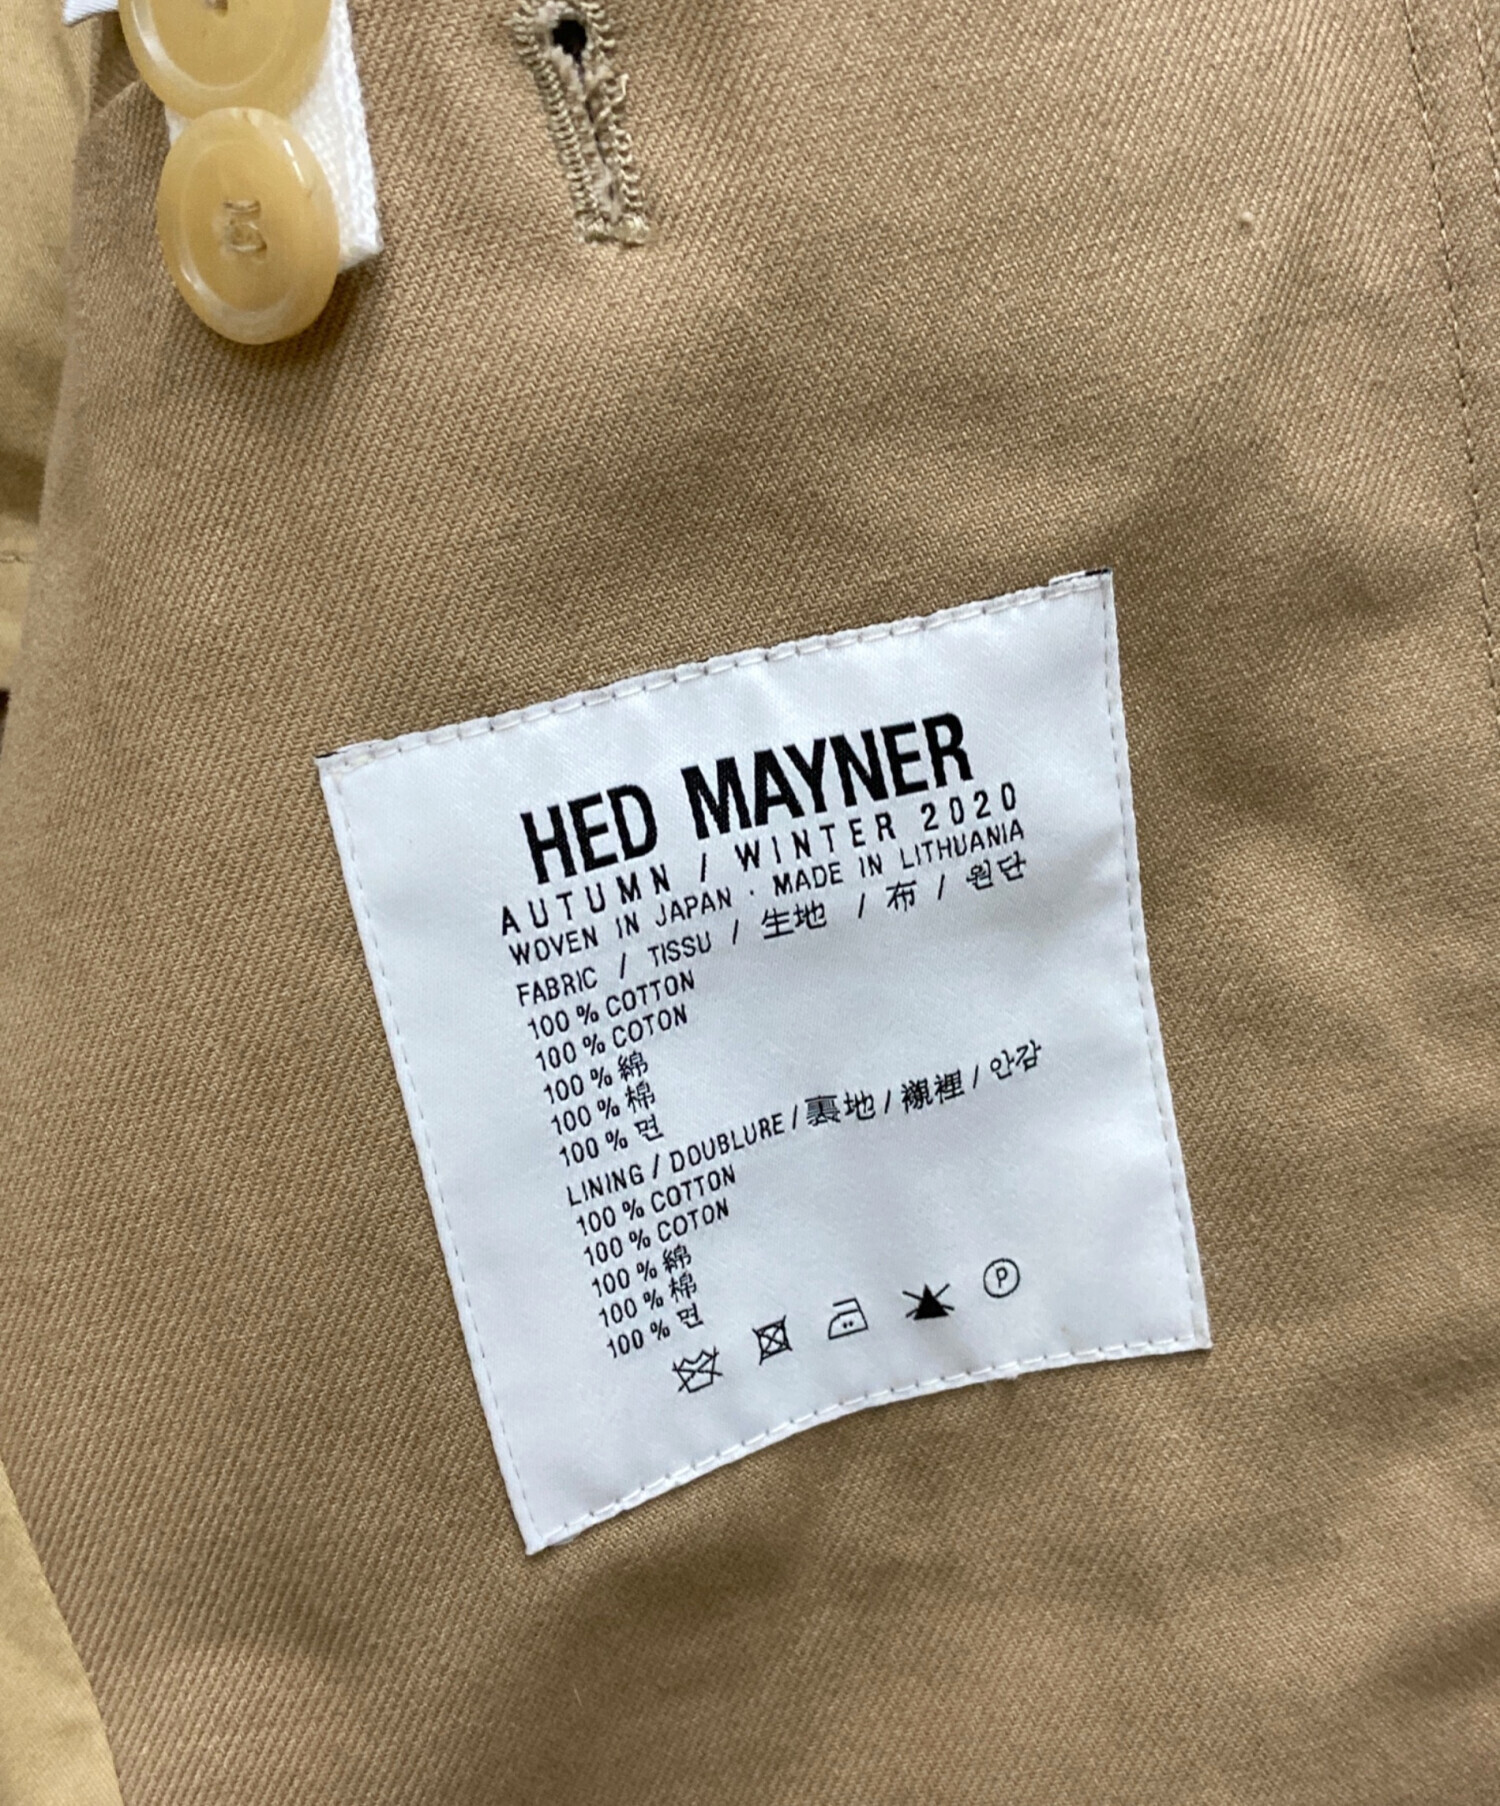 HED MAYNER
AUTUMN / WINTER 2020
WOVEN IN JAPAN · MADE IN LITHUANIA
FABRIC / TISSU / 生地 / 布 / 원단
100 % COTTON
100 % COTON
100 % 綿
100 % 棉
100 % 면
LINING / DOUBLURE / 裏地 / 襯裡 / 안감
100 % COTTON
100 % COTON
100 % 綿
100 % 棉
100 % 면
P